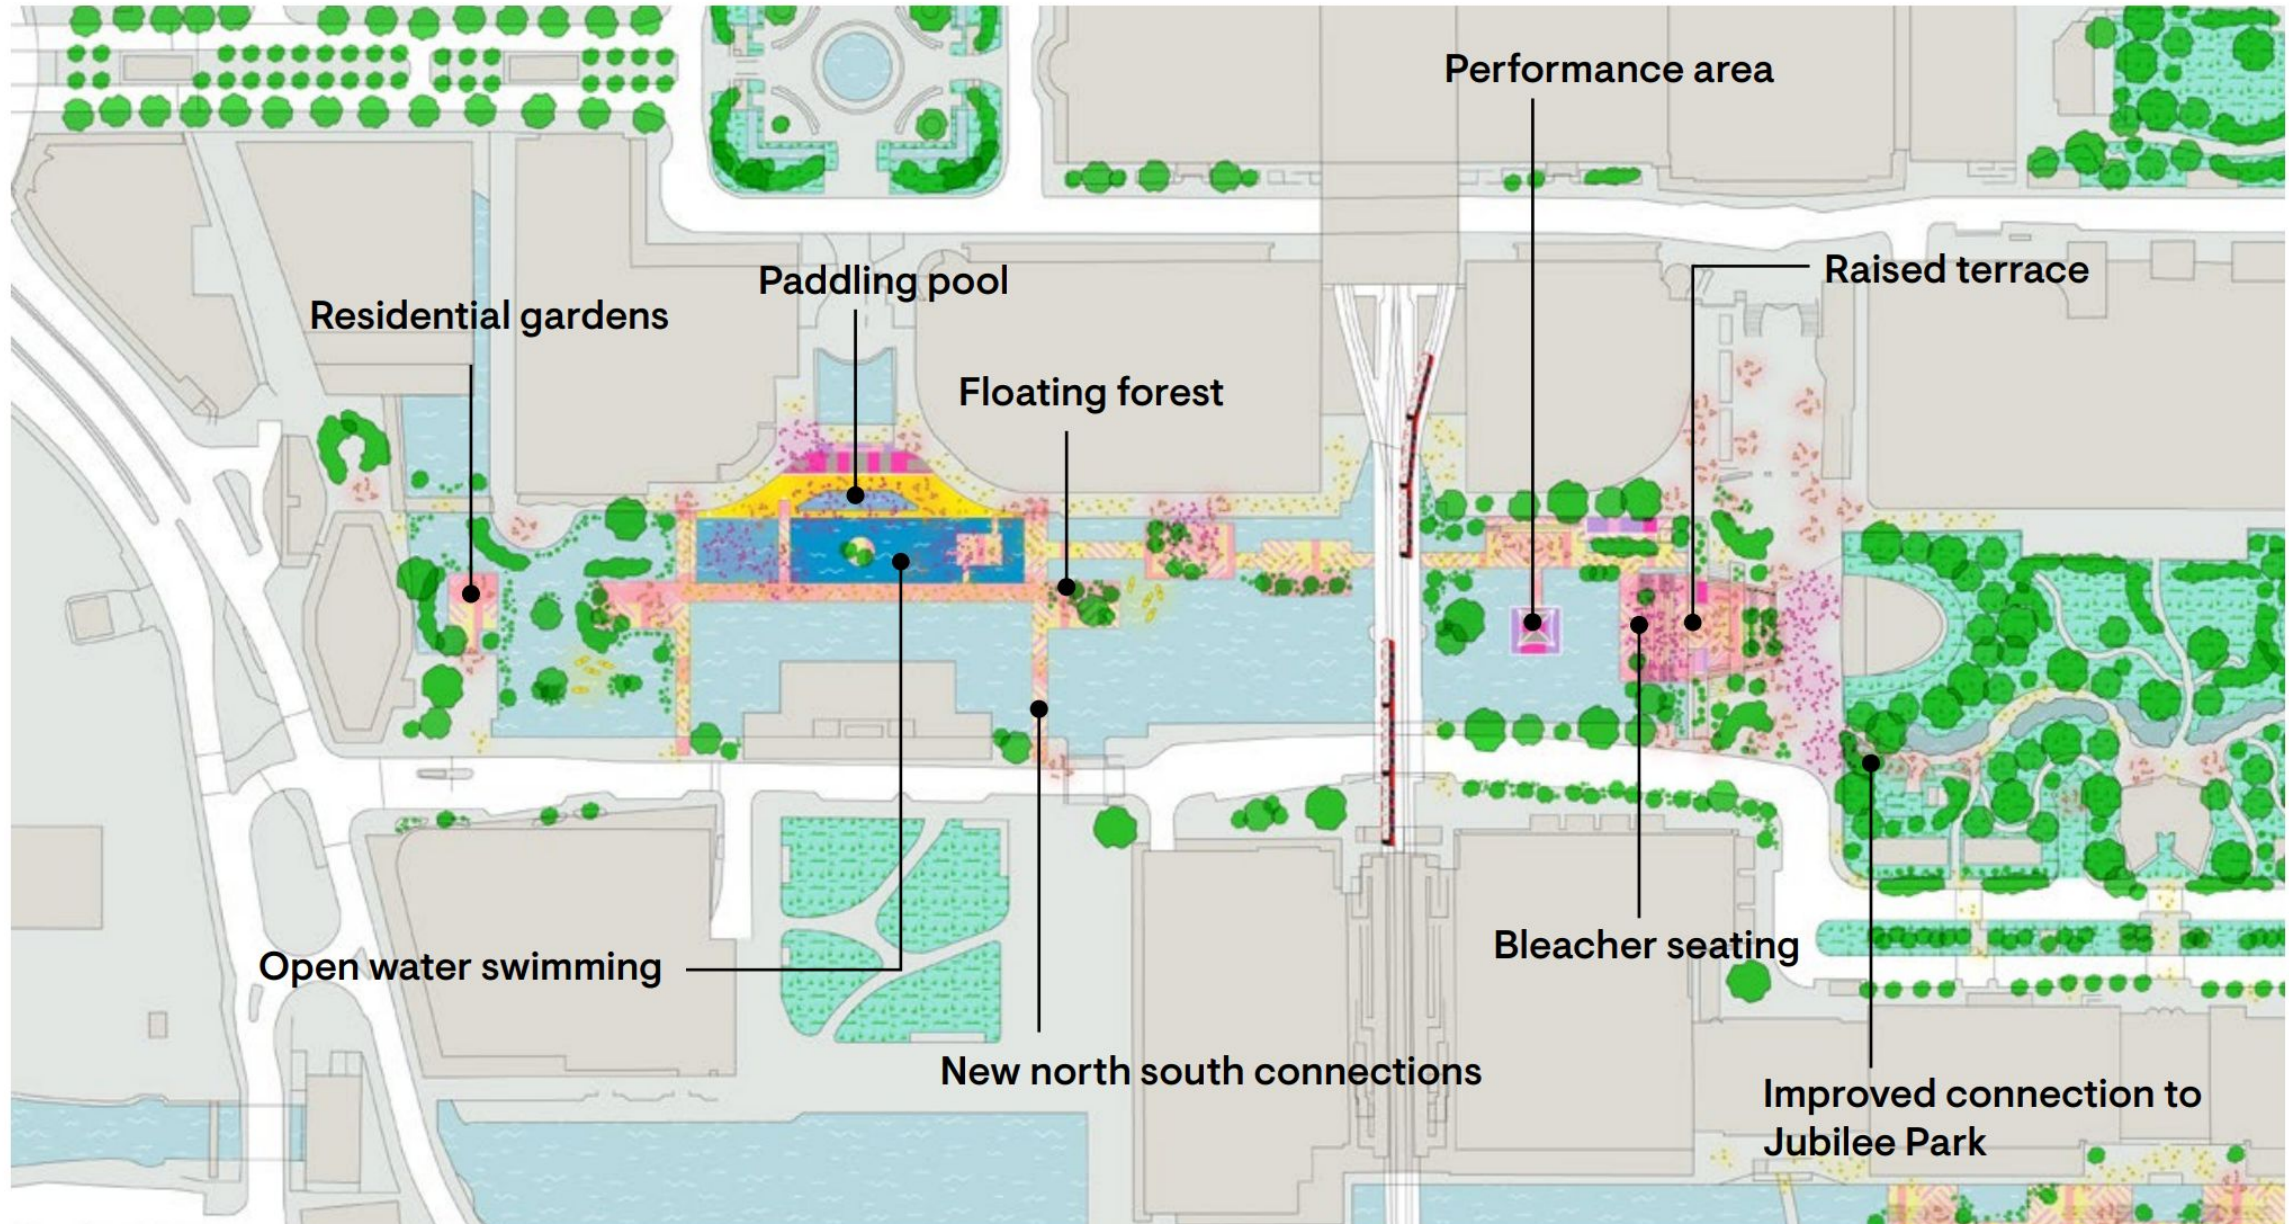 Performance area
Raised terrace
Paddling pool
Residential gardens
Floating forest
Bleacher seating
Open water swimming
New north south connections
Improved connection to
Jubilee Park